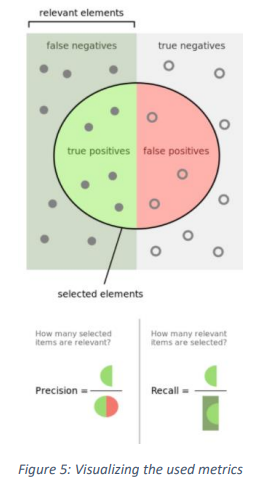 relevant elements
false negatives
true negatives
true positives
false positives
selected elements
How many selected
items are relevant?
How many relevant
items are selected?
Precision =
Recall =
Figure 5: Visualizing the used metrics